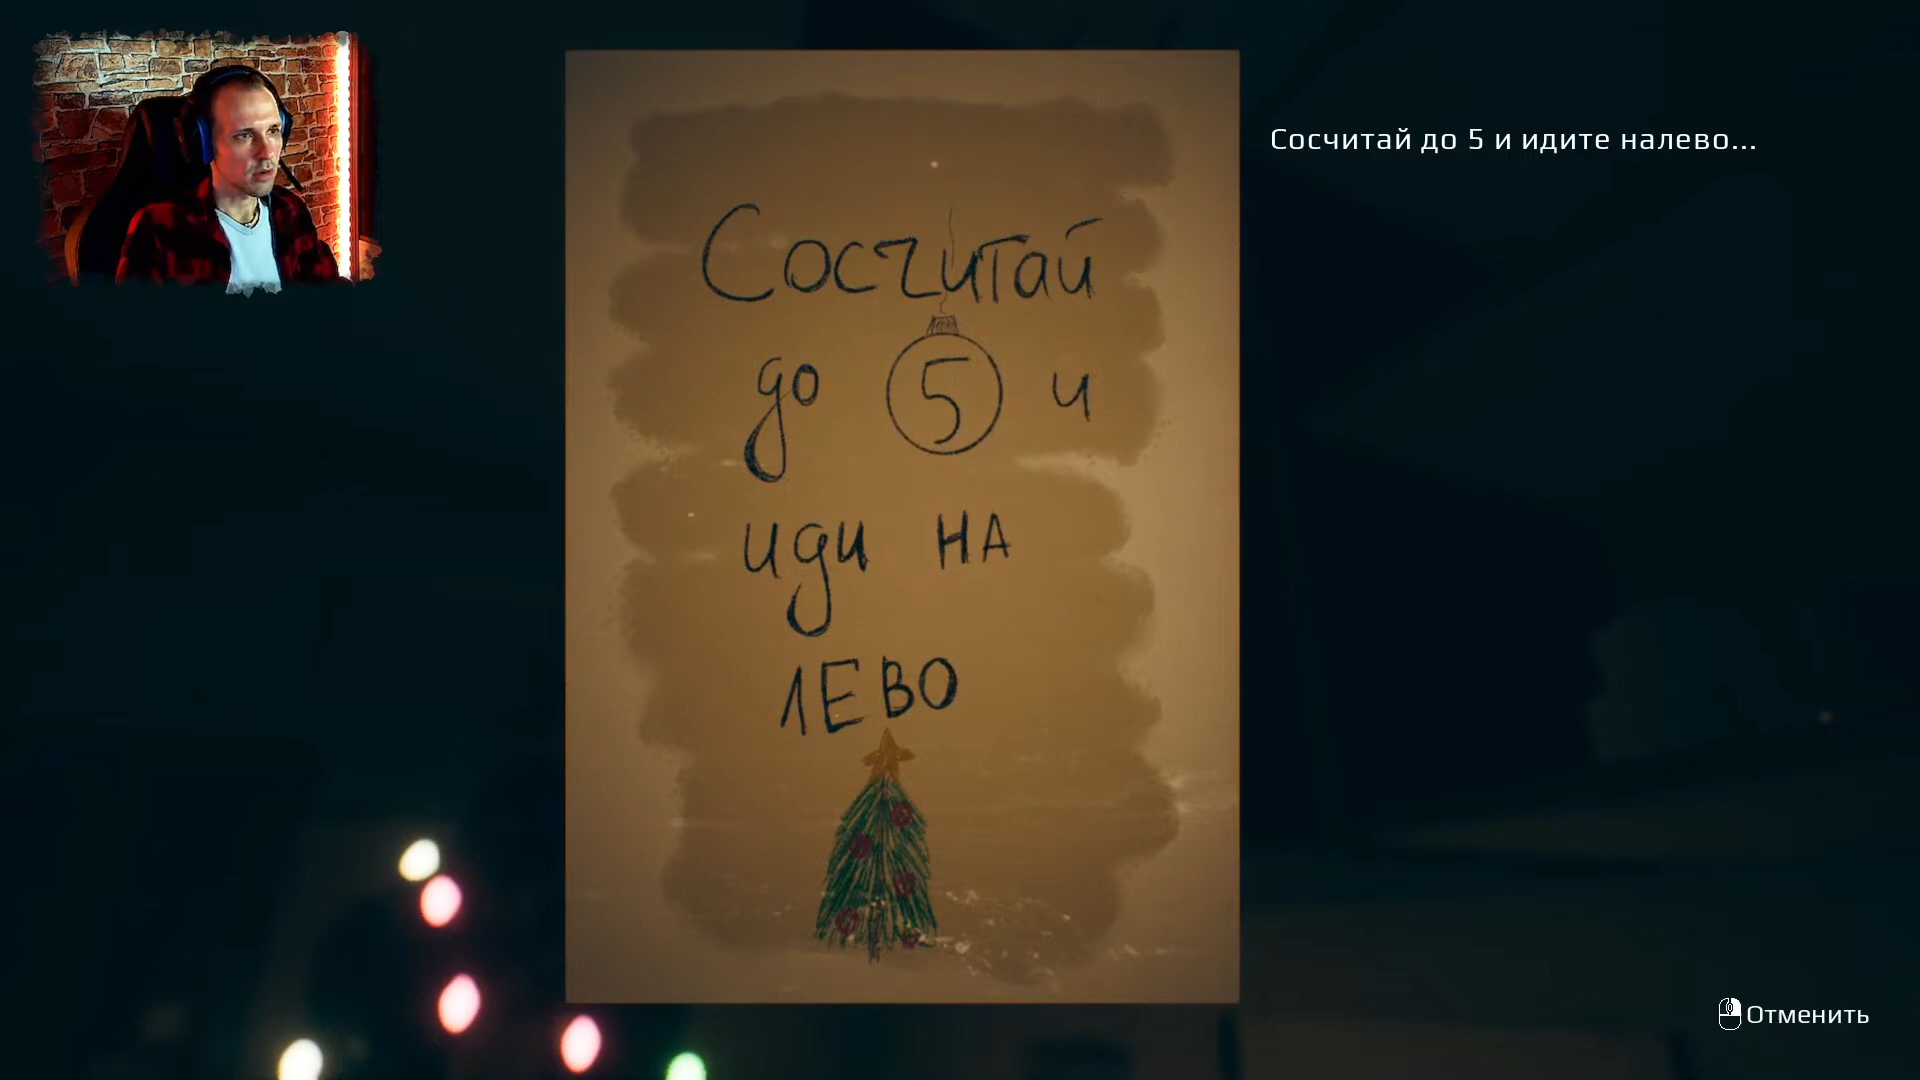 Сосчитай
до 5 и
иди НА
ЛЕВО
Сосчитай до 5 и идите налево...
Отменить